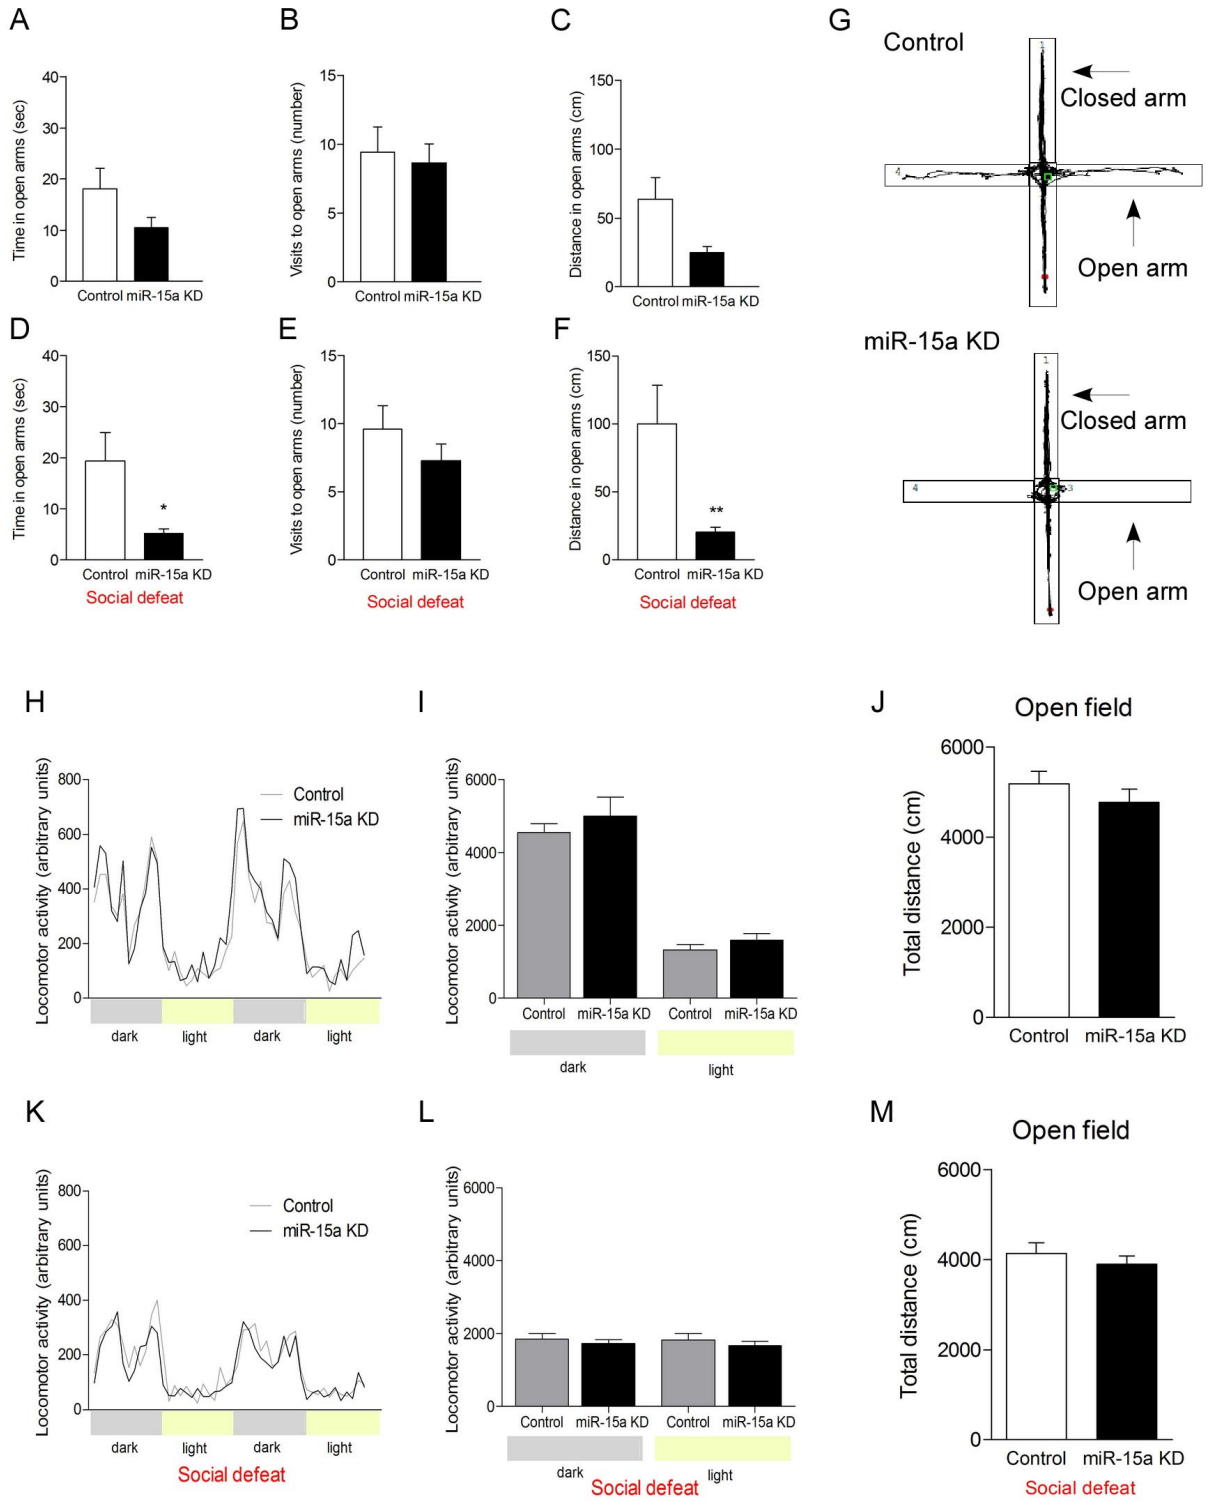 A
B
C
G
Control
Closed arm
Open arm
1
4
Time in open arms (sec)
40
30
20
10
0
Control miR-15a KD
Visits to open arms (number)
15
10
5
0
Control miR-15a KD
Distance in open arms (cm)
150
100
50
0
Control miR-15a KD
D
E
F
miR-15a KD
Closed arm
Open arm
1
4
3
Time in open arms (sec)
40
30
20
10
0
*
Control miR-15a KD
Social defeat
Visits to open arms (number)
15
10
5
0
Control miR-15a KD
Social defeat
Distance in open arms (cm)
150
100
50
0
**
Control miR-15a KD
Social defeat
H
I
J
Locomotor activity (arbitrary units)
800
600
400
200
0
Control
miR-15a KD
dark light dark light
Locomotor activity (arbitrary units)
6000
4000
2000
0
Control miR-15a KD Control miR-15a KD
dark light
Open field
Total distance (cm)
6000
4000
2000
0
Control miR-15a KD
K
L
M
Locomotor activity (arbitrary units)
800
600
400
200
0
Control
miR-15a KD
dark light dark light
Social defeat
Locomotor activity (arbitrary units)
6000
4000
2000
0
Control miR-15a KD Control miR-15a KD
dark light
Social defeat
Open field
Total distance (cm)
6000
4000
2000
0
Control miR-15a KD
Social defeat